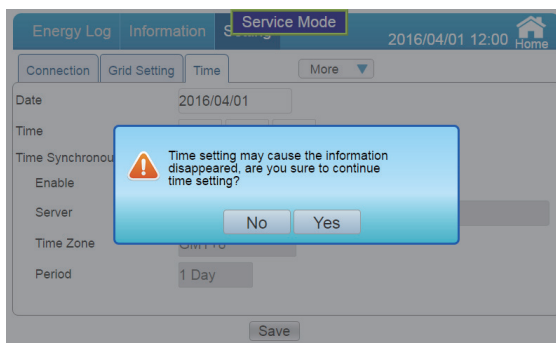 Energy Log Information Service Mode 2016/04/01 12:00 Home
Connection Grid Setting Time More
Date 2016/04/01
Time
Time setting may cause the information
disappeared, are you sure to continue
time setting?
Time
Enable
Server
No Yes
Time Zone
Period 1 Day
Save